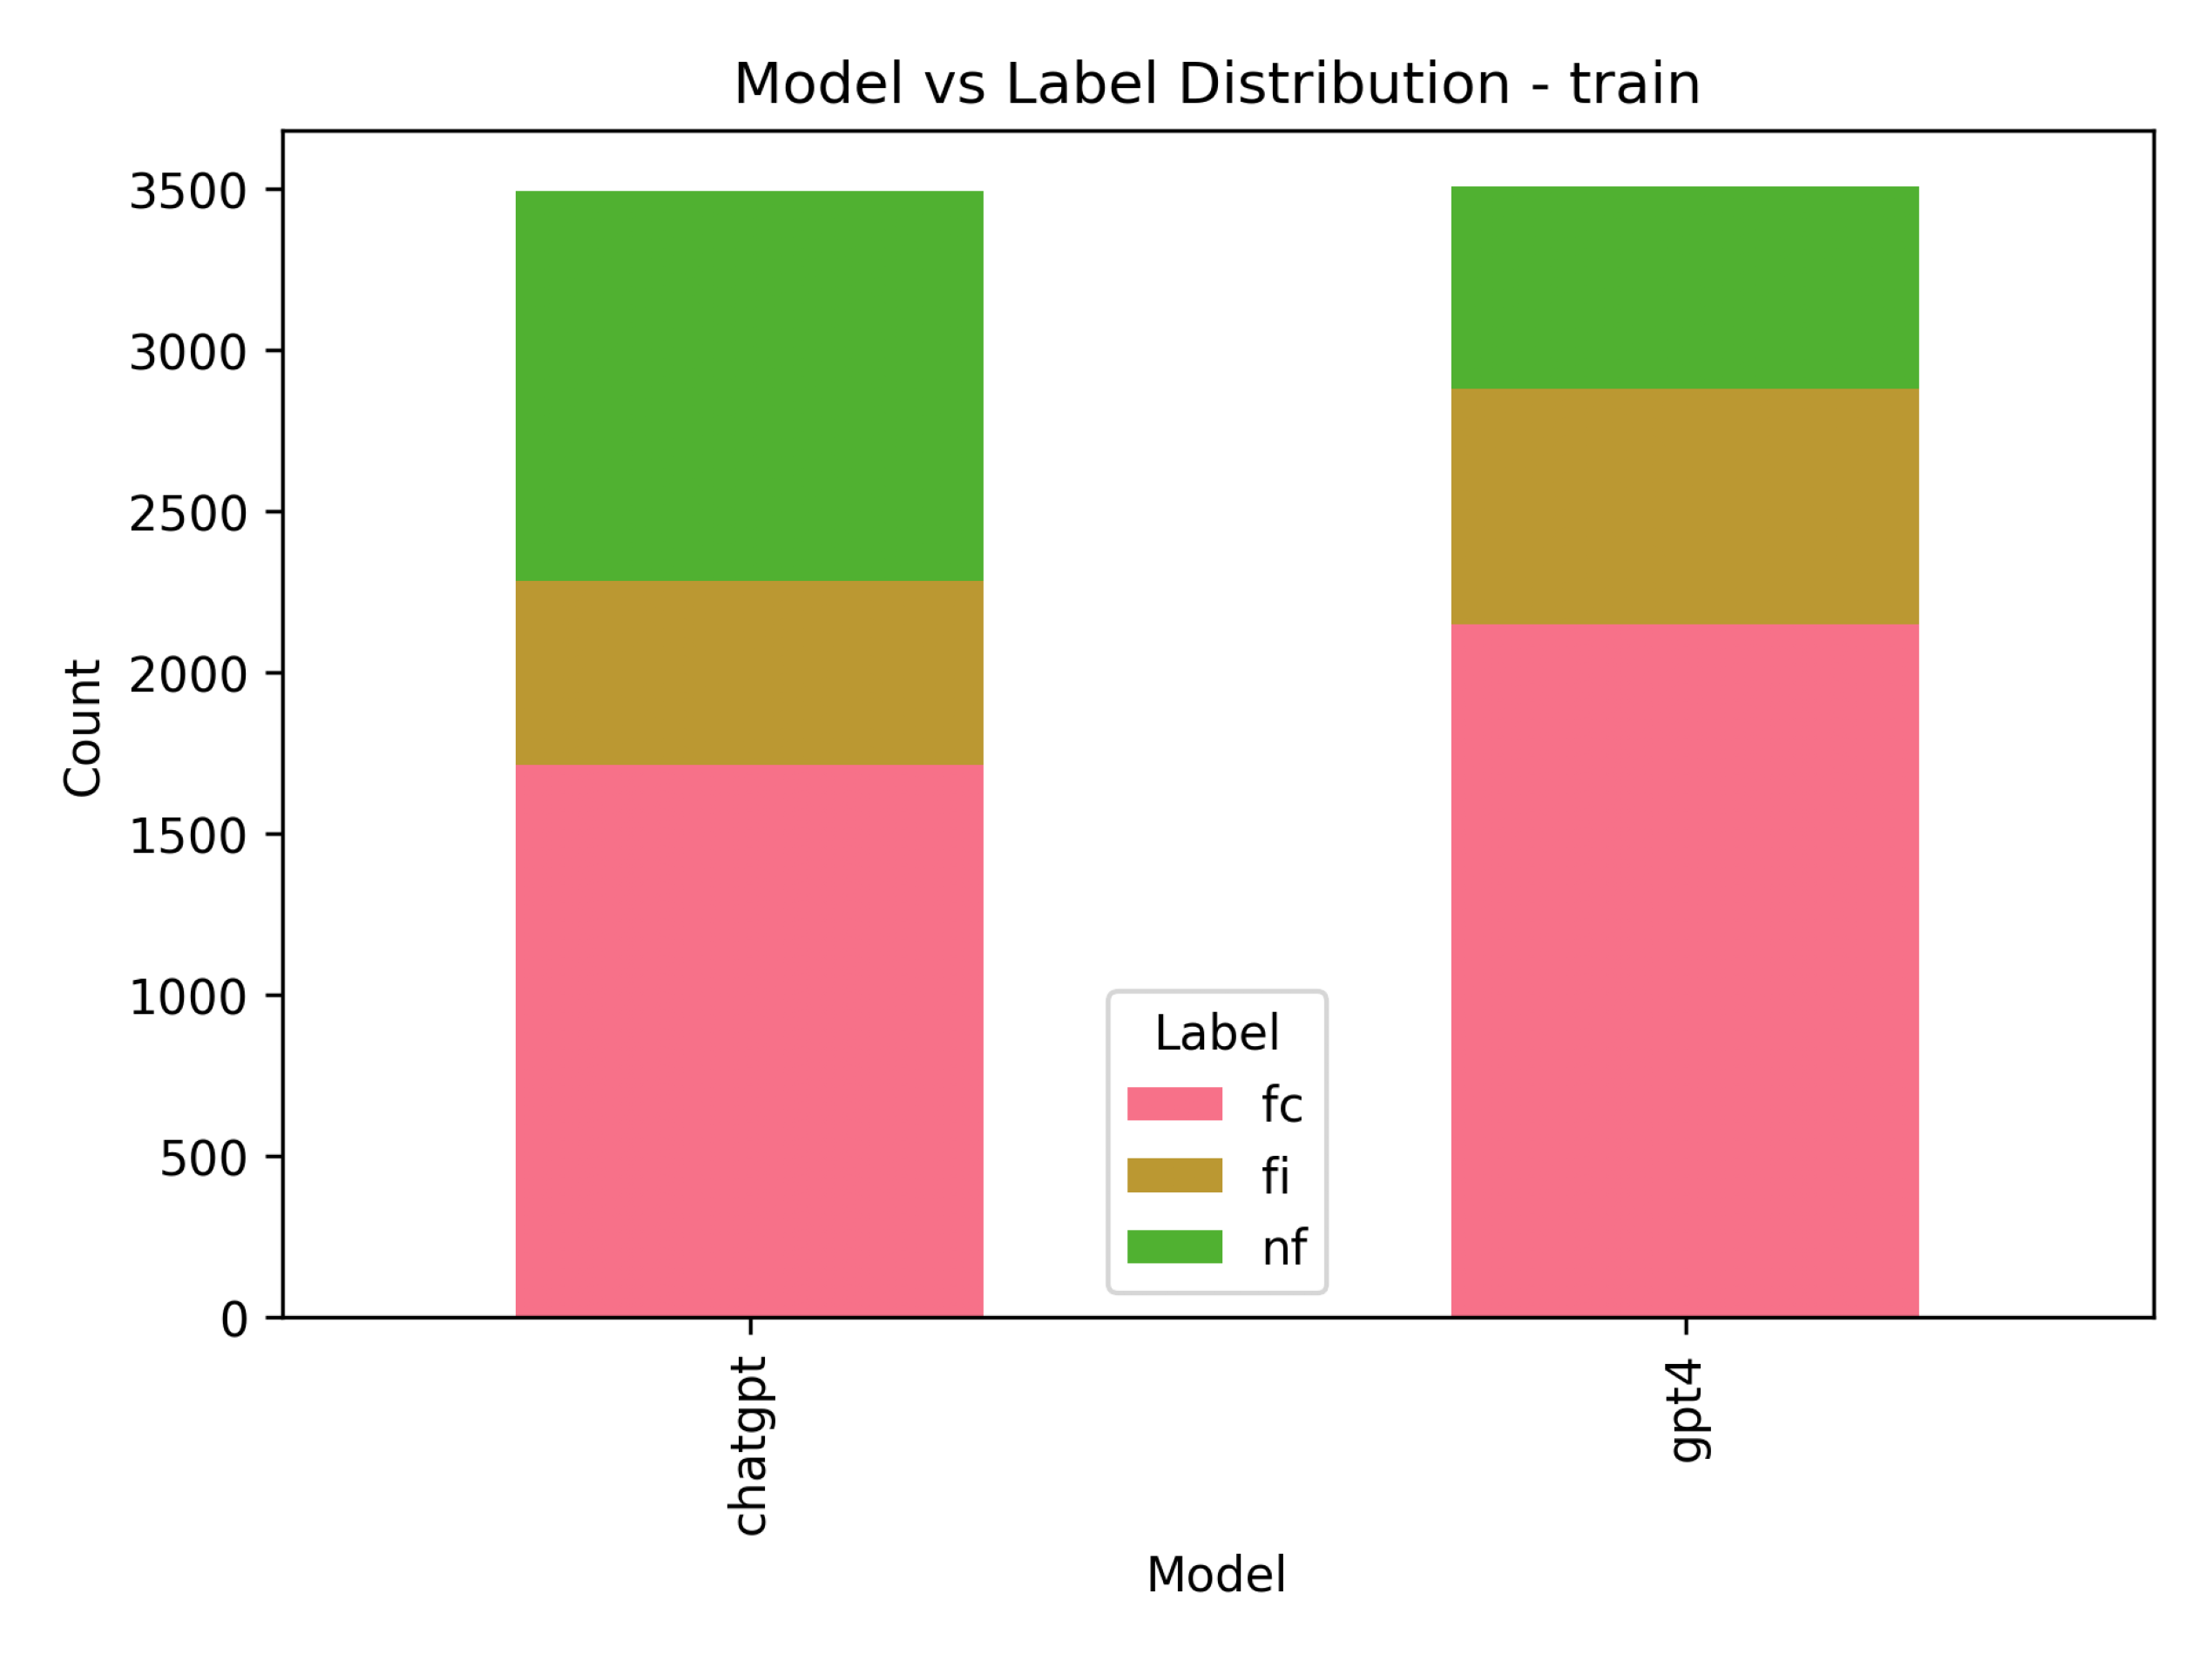 Model vs Label Distribution - train
Count
3500
3000
2500
2000
1500
1000
500
0
Label
fc
fi
nf
chatgpt
gpt4
Model